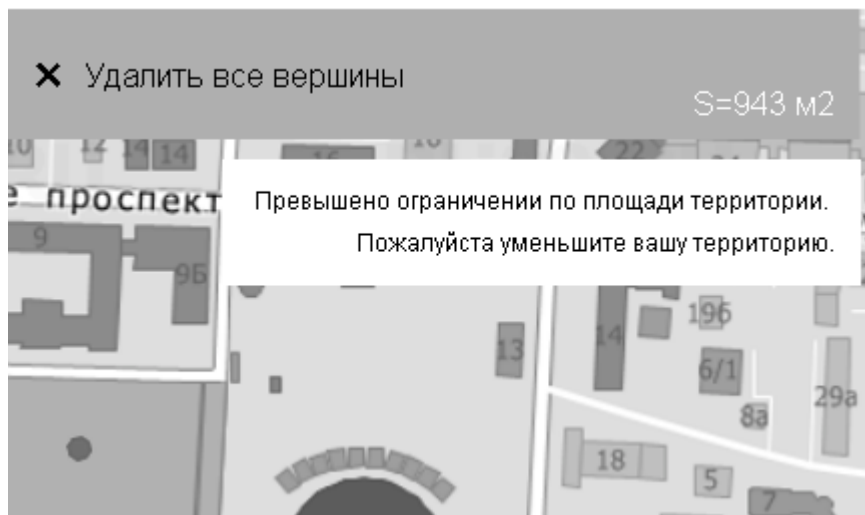 Удалить все вершины
S=943 м2
10
12
14
14
16
16
22
е проспект
Превышено ограничении по площади территории.
Пожалуйста уменьшите вашу территорию.
9
9Б
13
14
19б
6/1
8а
29а
18
5
7